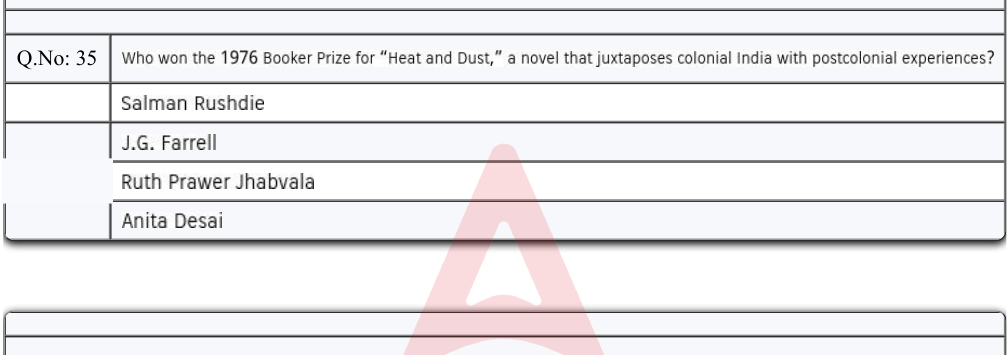 Q.No: 35 Who won the 1976 Booker Prize for “Heat and Dust,” a novel that juxtaposes colonial India with postcolonial experiences?
Salman Rushdie
J.G. Farrell
Ruth Prawer Jhabvala
Anita Desai